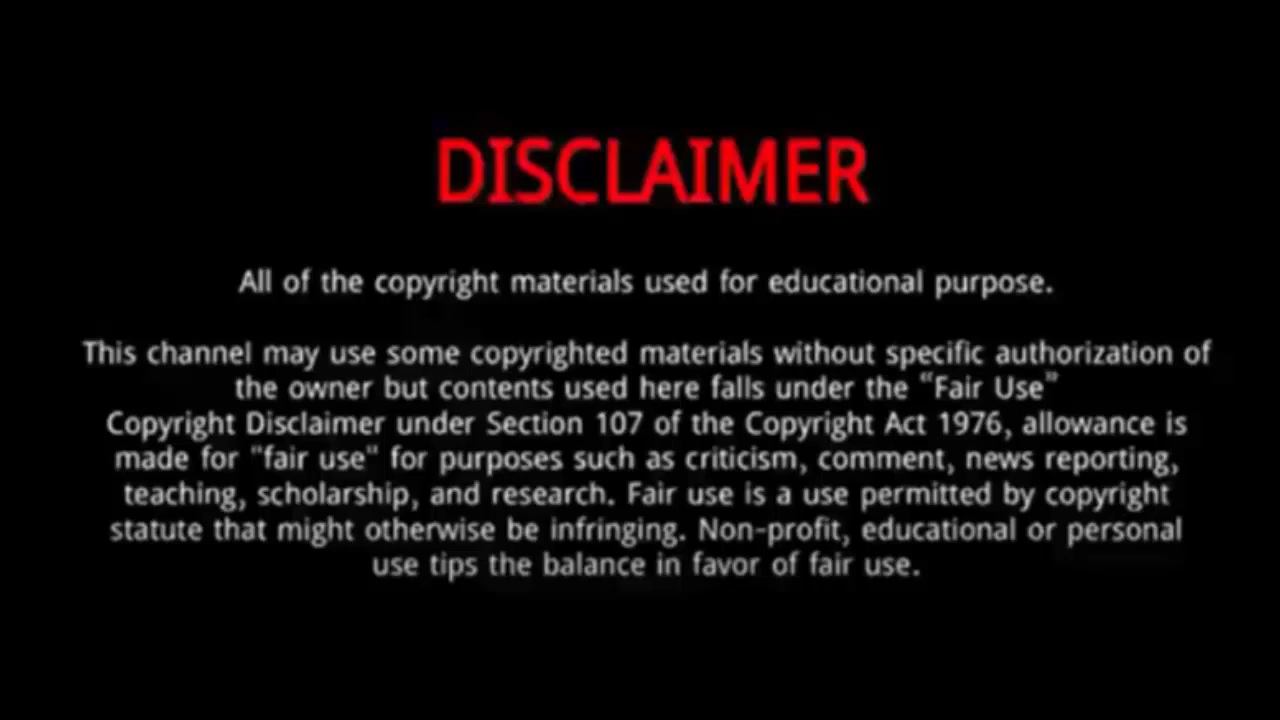 DISCLAIMER
All of the copyright materials used for educational purpose.
This channel may use some copyrighted materials without specific authorization of
the owner but contents used here falls under the “Fair Use”
Copyright Disclaimer under Section 107 of the Copyright Act 1976, allowance is
made for "fair use" for purposes such as criticism, comment, news reporting,
teaching, scholarship, and research. Fair use is a use permitted by copyright
statute that might otherwise be infringing. Non-profit, educational or personal
use tips the balance in favor of fair use.